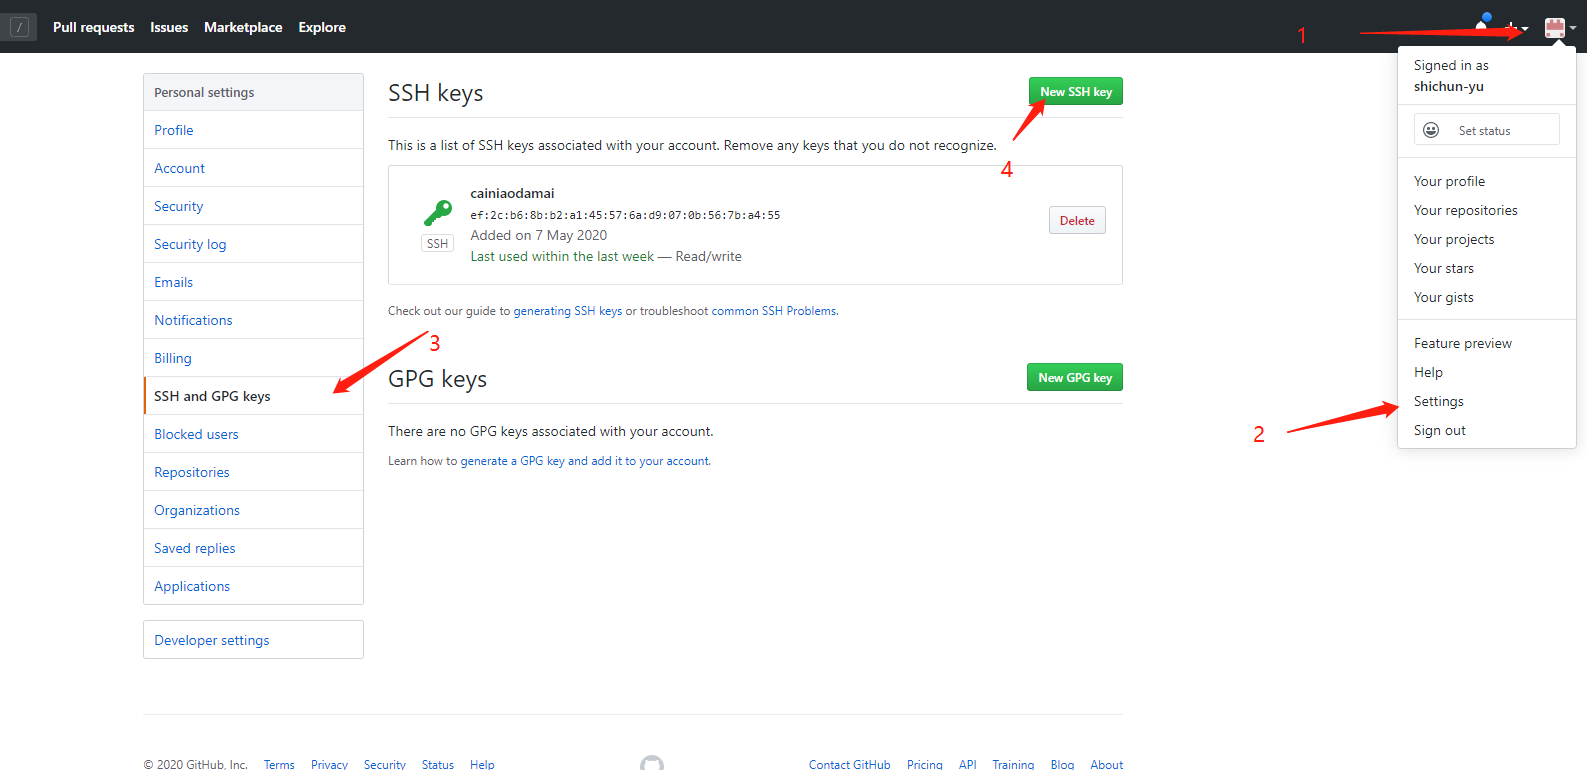 / Pull requests Issues Marketplace Explore
1
Signed in as
shichun-yu
Set status
Your profile
Your repositories
Your projects
Your stars
Your gists
Feature preview
Help
Settings
Sign out
2
Personal settings
Profile
Account
Security
Security log
Emails
Notifications
Billing
SSH and GPG keys
Blocked users
Repositories
Organizations
Saved replies
Applications
Developer settings
3
SSH keys
New SSH key
4
This is a list of SSH keys associated with your account. Remove any keys that you do not recognize.
cainiaodamai
ef:2c:b6:8b:b2:a1:45:57:6a:d9:07:0b:56:7b:a4:55
Added on 7 May 2020
Last used within the last week — Read/write
SSH
Delete
Check out our guide to generating SSH keys or troubleshoot common SSH Problems.
GPG keys
New GPG key
There are no GPG keys associated with your account.
Learn how to generate a GPG key and add it to your account.
© 2020 GitHub, Inc. Terms Privacy Security Status Help Contact GitHub Pricing API Training Blog About